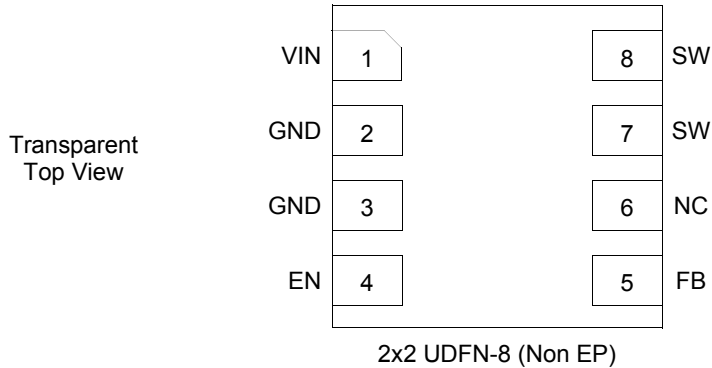 VIN 1 8 SW
GND 2 7 SW
Transparent
Top View
GND 3 6 NC
EN 4 5 FB
2x2 UDFN-8 (Non EP)